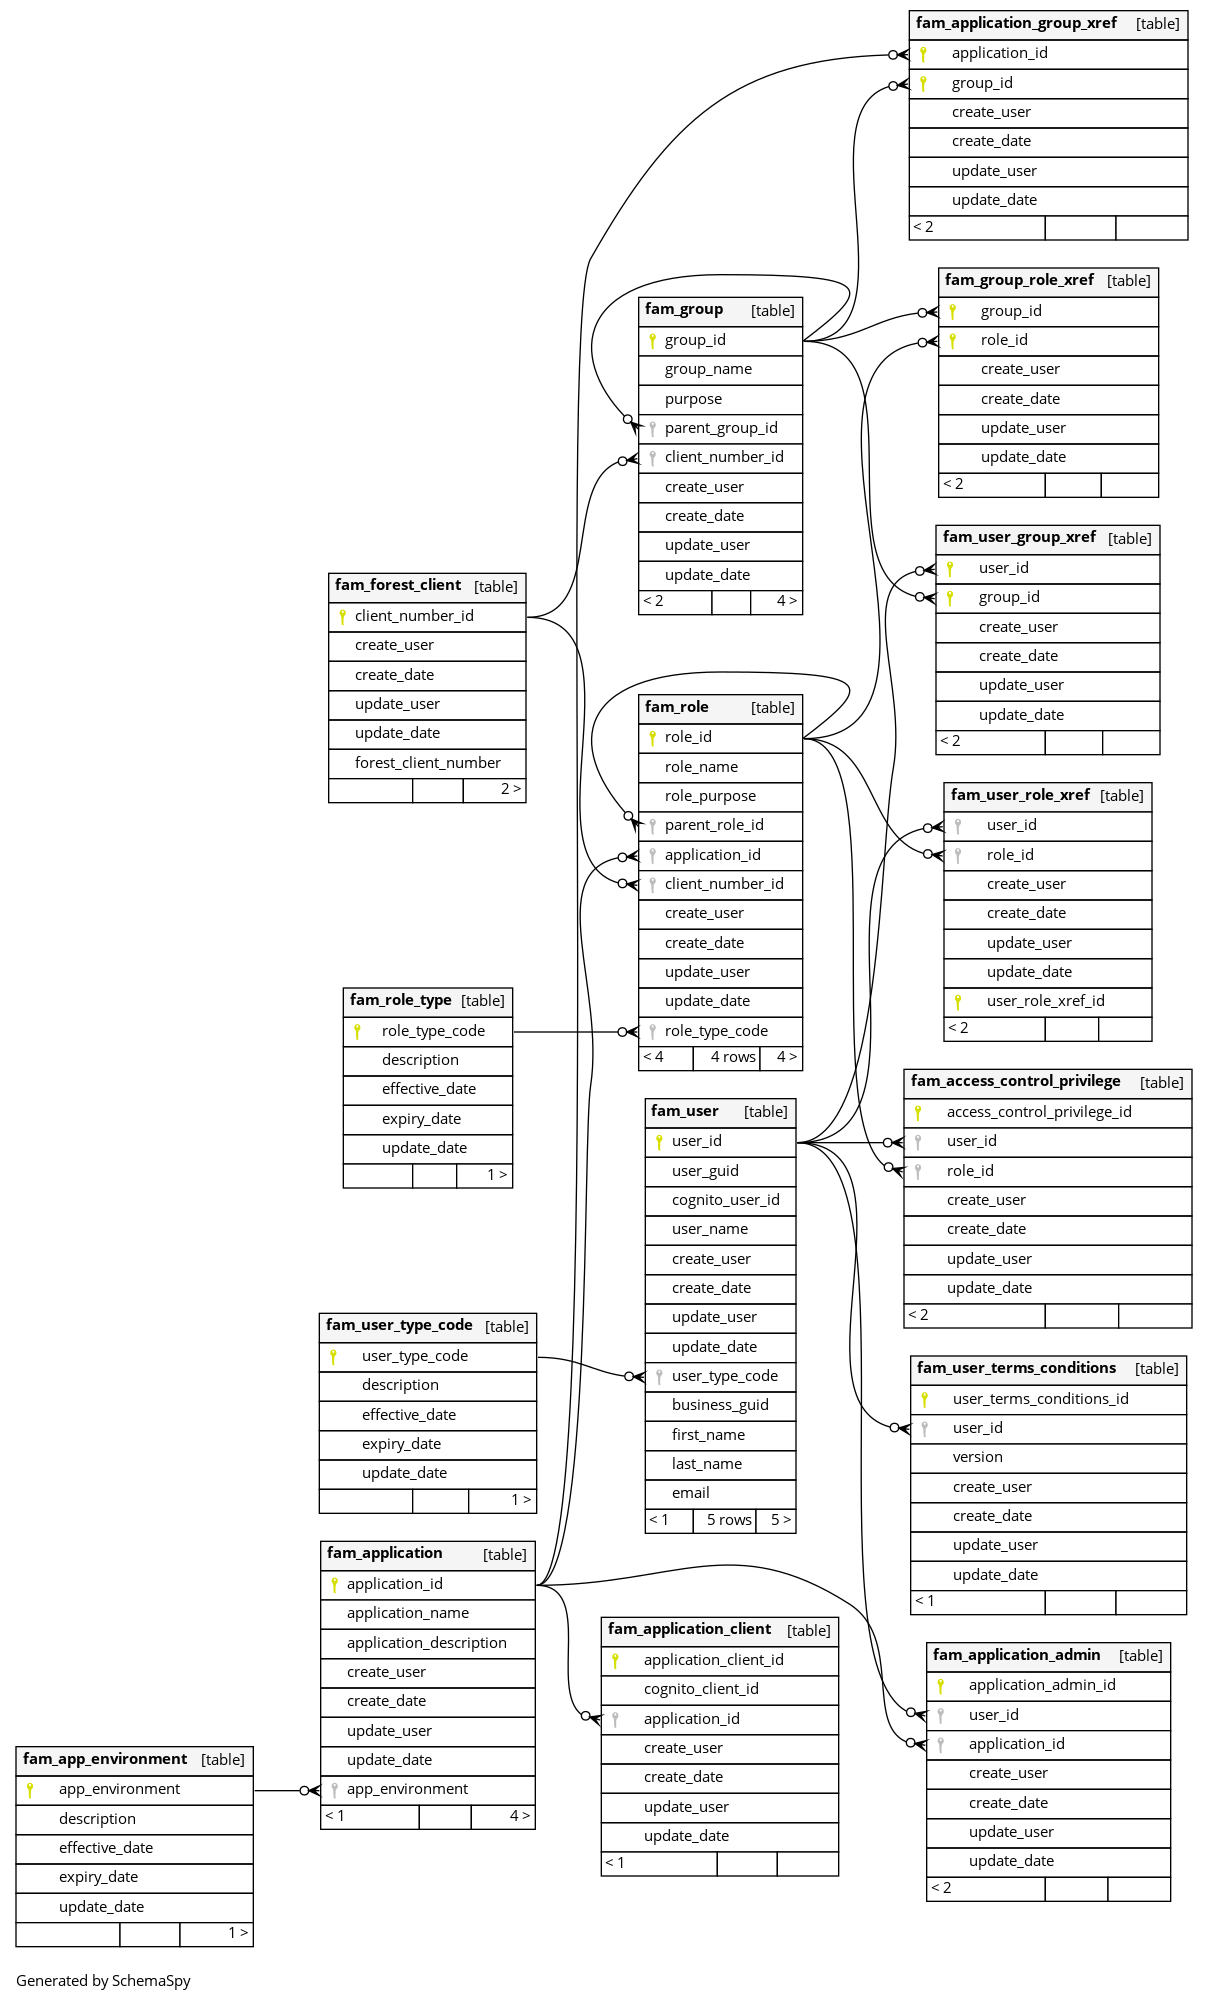 fam_application_group_xref [table]
application_id
group_id
create_user
create_date
update_user
update_date
< 2
fam_group_role_xref [table]
group_id
role_id
create_user
create_date
update_user
update_date
< 2
fam_group [table]
group_id
group_name
purpose
parent_group_id
client_number_id
create_user
create_date
update_user
update_date
< 2 4 >
fam_user_group_xref [table]
user_id
group_id
create_user
create_date
update_user
update_date
< 2
fam_forest_client [table]
client_number_id
create_user
create_date
update_user
update_date
forest_client_number
2 >
fam_role [table]
role_id
role_name
role_purpose
parent_role_id
application_id
client_number_id
create_user
create_date
update_user
update_date
role_type_code
< 4 4 rows 4 >
fam_user_role_xref [table]
user_id
role_id
create_user
create_date
update_user
update_date
user_role_xref_id
< 2
fam_role_type [table]
role_type_code
description
effective_date
expiry_date
update_date
1 >
fam_access_control_privilege [table]
access_control_privilege_id
user_id
role_id
create_user
create_date
update_user
update_date
< 2
fam_user [table]
user_id
user_guid
cognito_user_id
user_name
create_user
create_date
update_user
update_date
user_type_code
business_guid
first_name
last_name
email
< 1 5 rows 5 >
fam_user_type_code [table]
user_type_code
description
effective_date
expiry_date
update_date
1 >
fam_user_terms_conditions [table]
user_terms_conditions_id
user_id
version
create_user
create_date
update_user
update_date
< 1
fam_application [table]
application_id
application_name
application_description
create_user
create_date
update_user
update_date
app_environment
< 1 4 >
fam_application_client [table]
application_client_id
cognito_client_id
application_id
create_user
create_date
update_user
update_date
< 1
fam_application_admin [table]
application_admin_id
user_id
application_id
create_user
create_date
update_user
update_date
< 2
fam_app_environment [table]
app_environment
description
effective_date
expiry_date
update_date
1 >
Generated by SchemaSpy